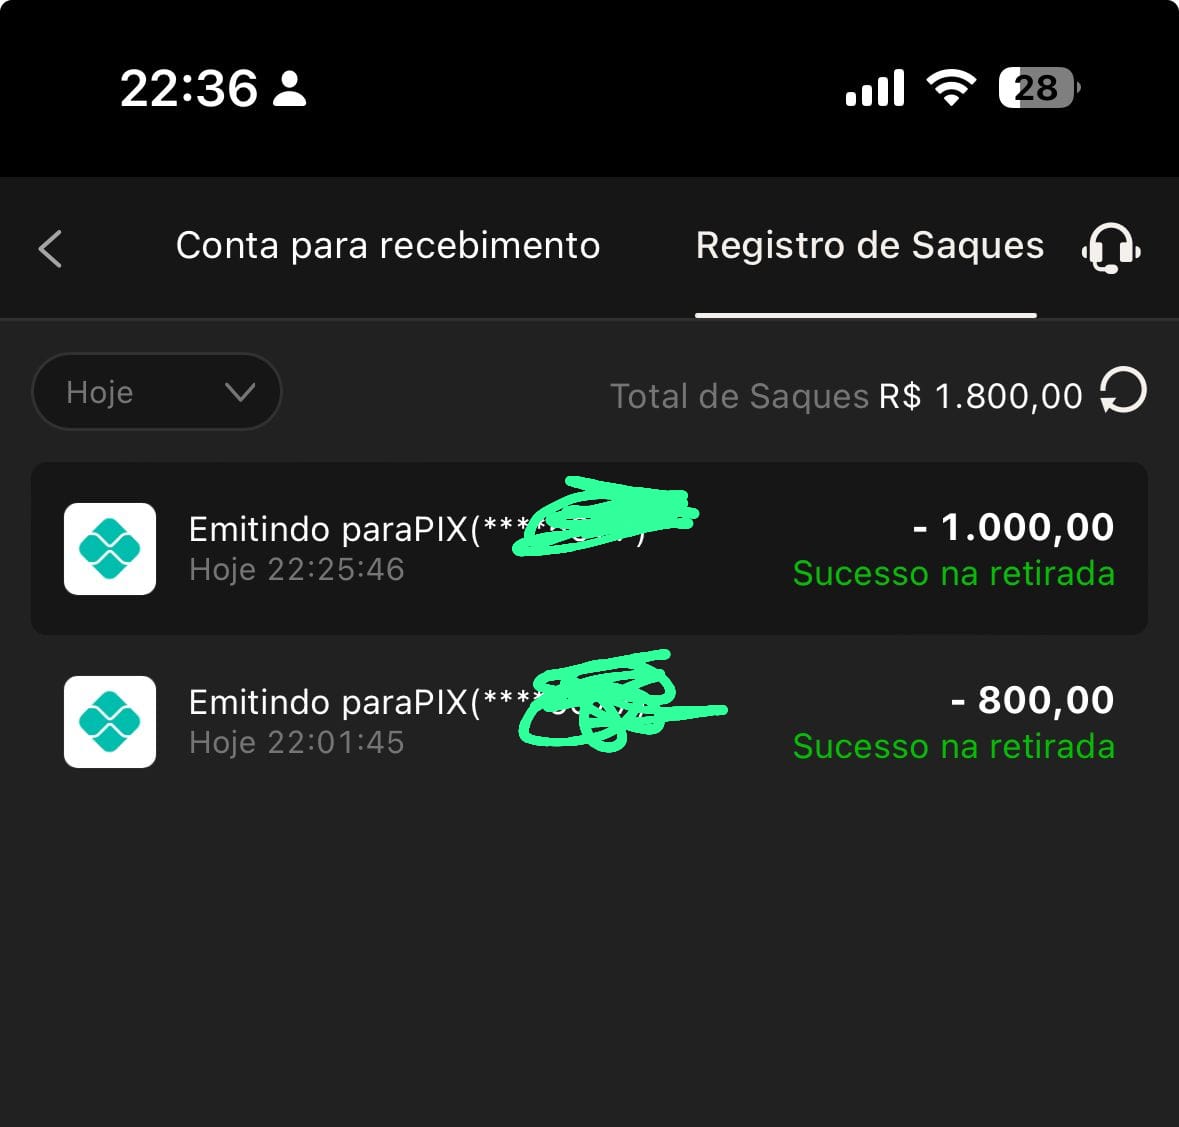 22:36
28
Conta para recebimento
Registro de Saques
Hoje
Total de Saques R$ 1.800,00
Emitindo paraPIX(****
- 1.000,00
Hoje 22:25:46
Sucesso na retirada
Emitindo paraPIX(****
- 800,00
Hoje 22:01:45
Sucesso na retirada